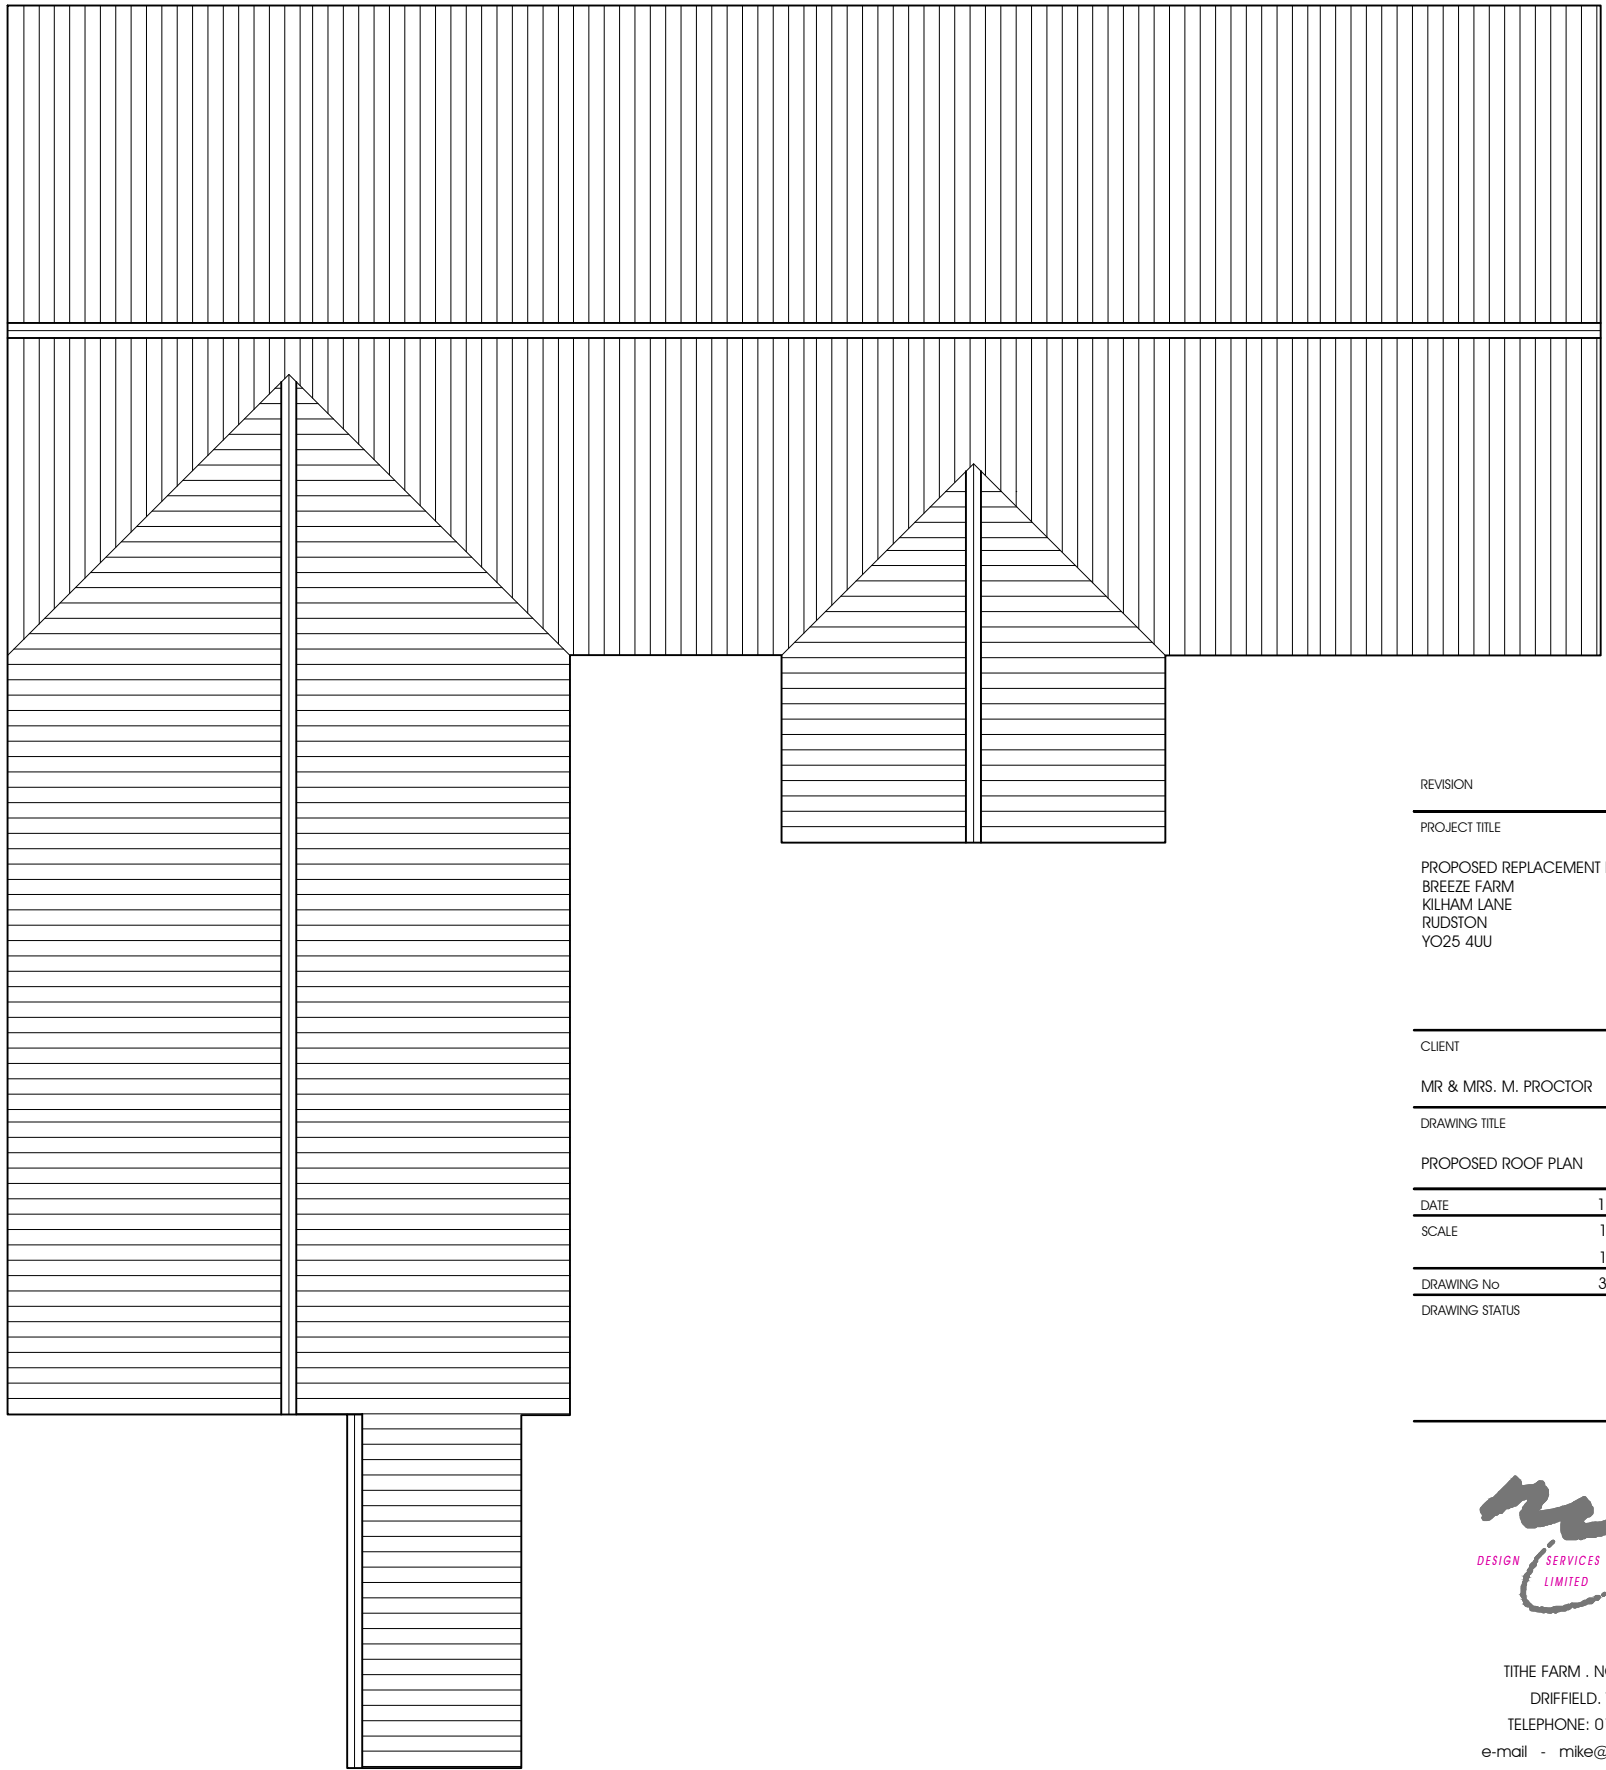 REVISION
PROJECT TITLE
PROPOSED REPLACEMENT
BREEZE FARM
KILHAM LANE
RUDSTON
YO25 4UU
CLIENT
MR & MRS. M. PROCTOR
DRAWING TITLE
PROPOSED ROOF PLAN
DATE
SCALE
DRAWING No
DRAWING STATUS
DESIGN SERVICES
LIMITED
TITHE FARM .
DRIFFIELD.
TELEPHONE:
e-mail - mike@